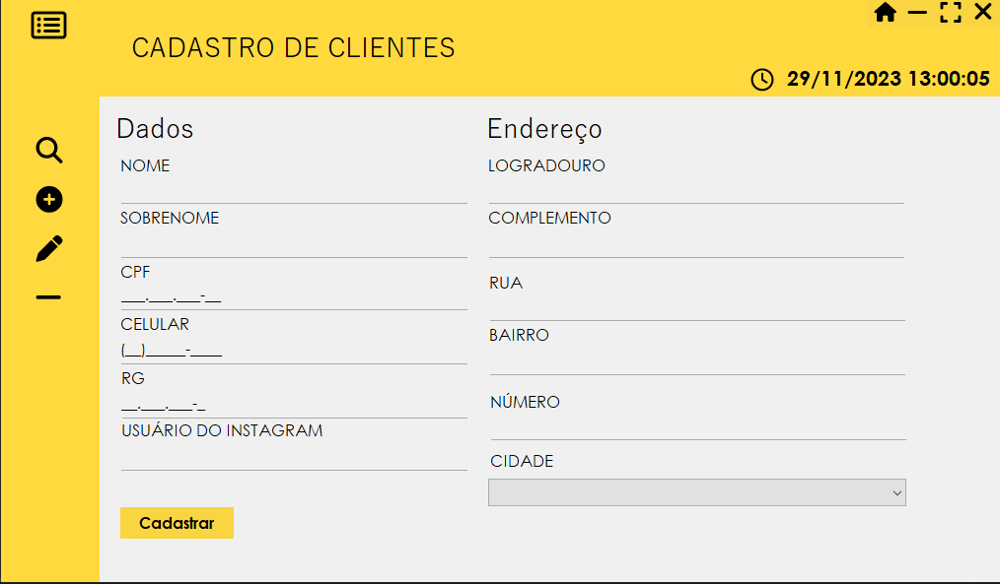 CADASTRO DE CLIENTES
29/11/2023 13:00:05
Dados
NOME
SOBRENOME
CPF
___.___.___-__
CELULAR
(__)_____-____
RG
__.___.___-_
USUÁRIO DO INSTAGRAM
Cadastrar
Endereço
LOGRADOURO
COMPLEMENTO
RUA
BAIRRO
NÚMERO
CIDADE